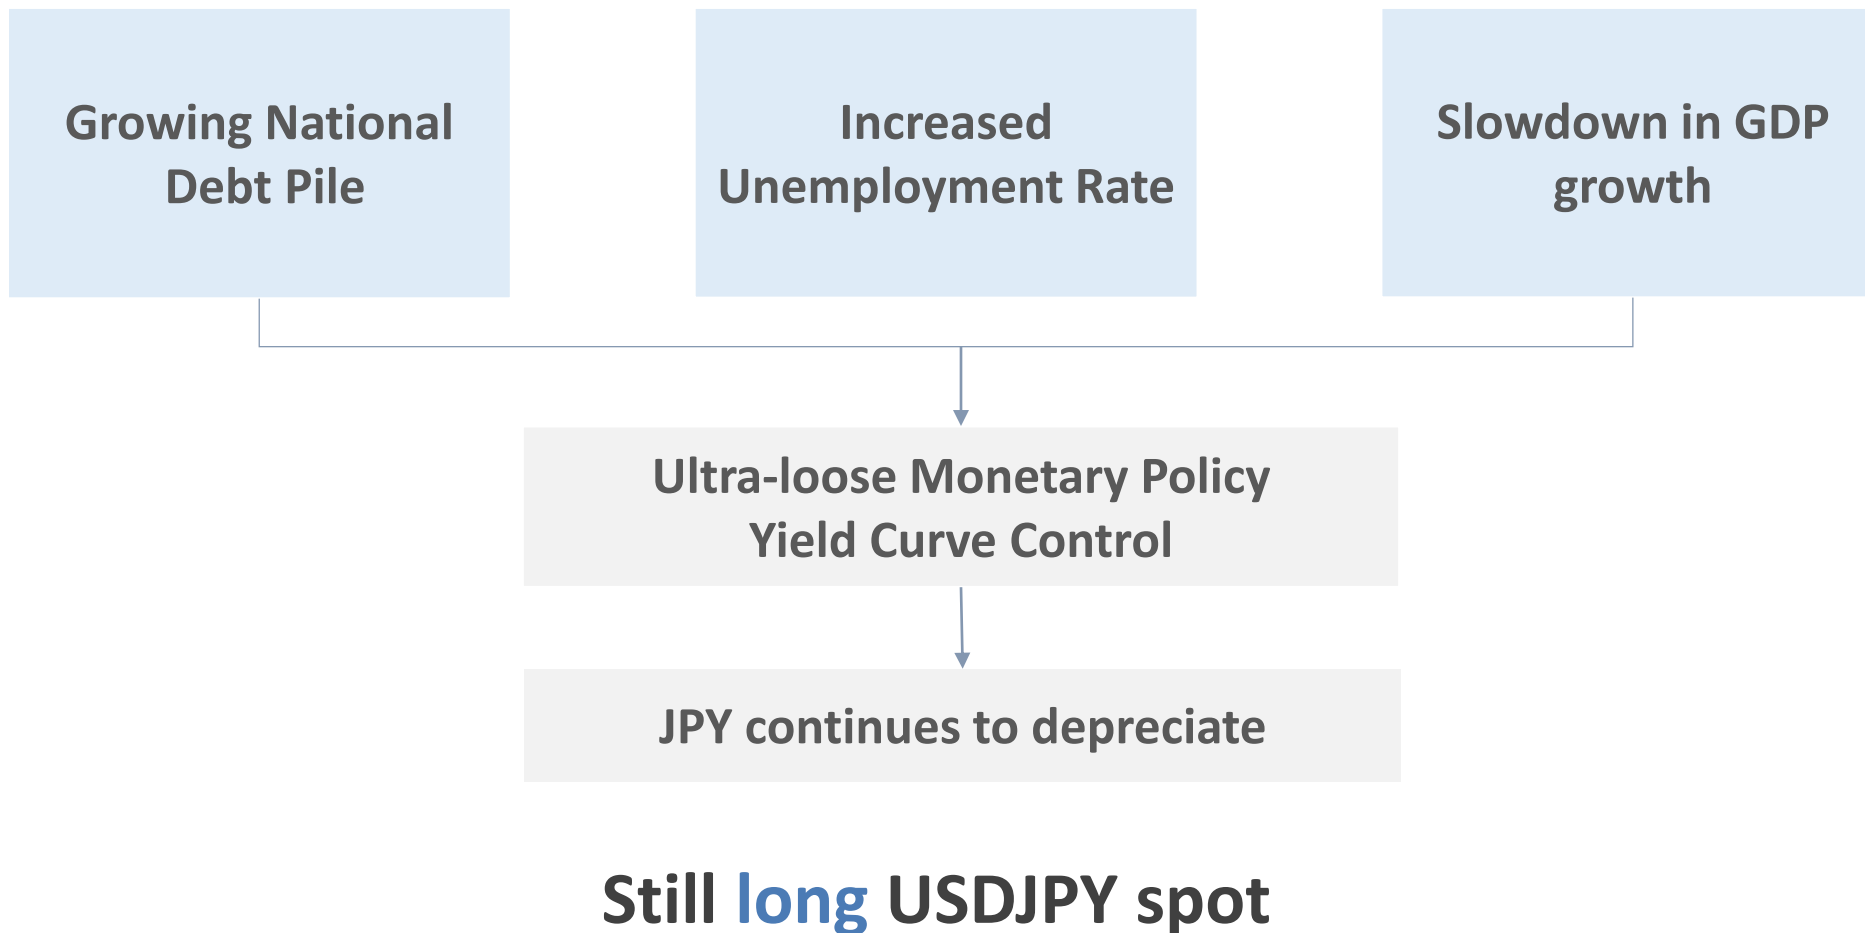 Growing National
Debt Pile
Increased
Unemployment Rate
Slowdown in GDP
growth
Ultra-loose Monetary Policy
Yield Curve Control
JPY continues to depreciate
Still long USDJPY spot